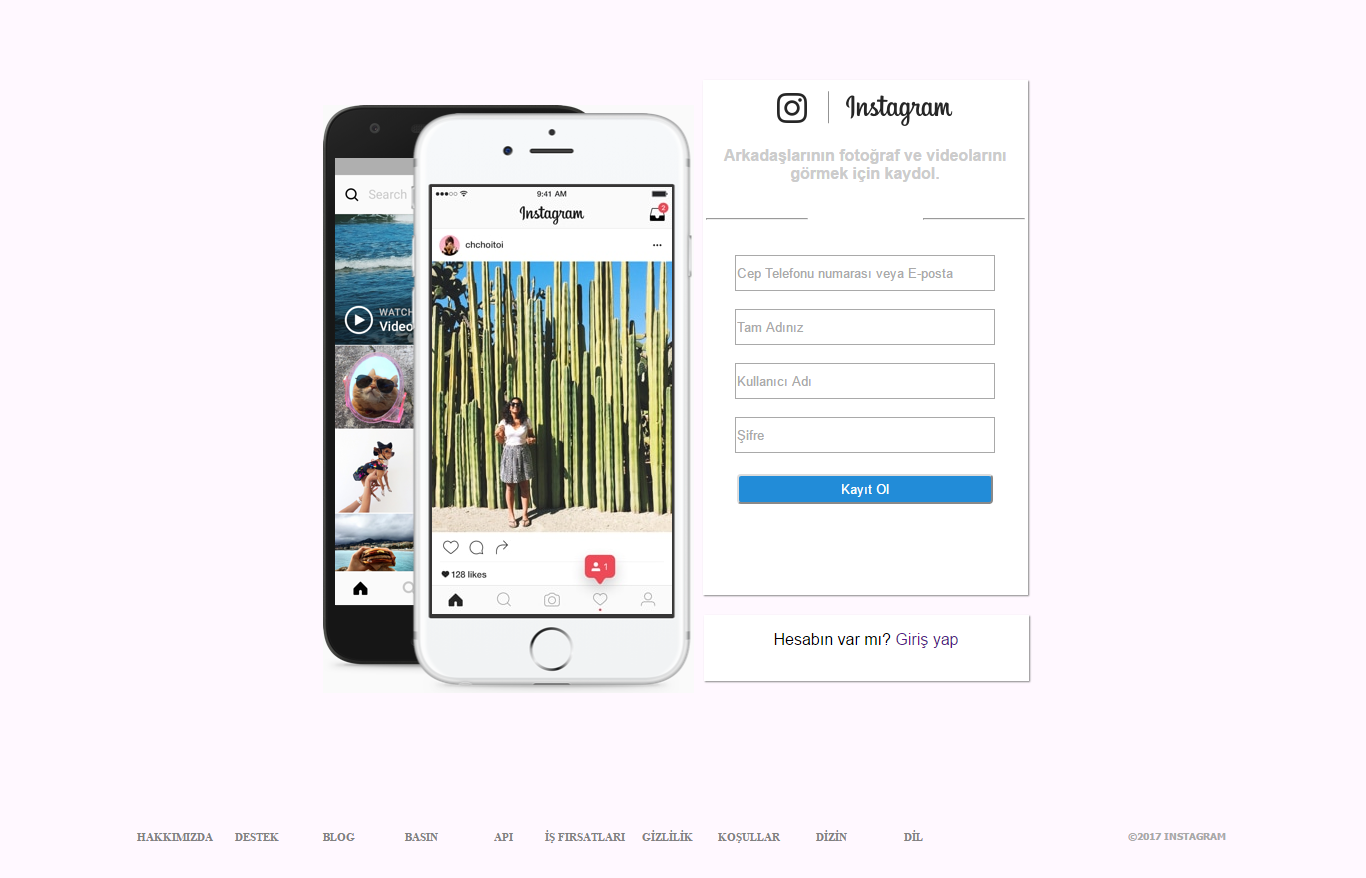 Instagram
Arkadaşlarının fotoğraf ve videolarını
görmek için kaydol.
Search
WATCH
Video
9:41 AM
Instagram
2
chchoitoi
128 likes
1
Cep Telefonu numarası veya E-posta
Tam Adınız
Kullanıcı Adı
Şifre
Kayıt Ol
Hesabın var mı? Giriş yap
HAKKIMIZDA DESTEK BLOG BASIN API İŞ FIRSATLARI GİZLİLİK KOŞULLAR DİZİN DİL ©2017 INSTAGRAM